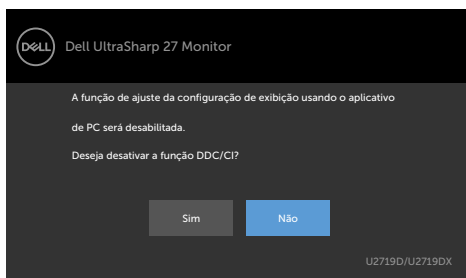 DELL
Dell UltraSharp 27 Monitor
A função de ajuste da configuração de exibição usando o aplicativo
de PC será desabilitada.
Deseja desativar a função DDC/CI?
Sim
Não
U2719D/U2719DX